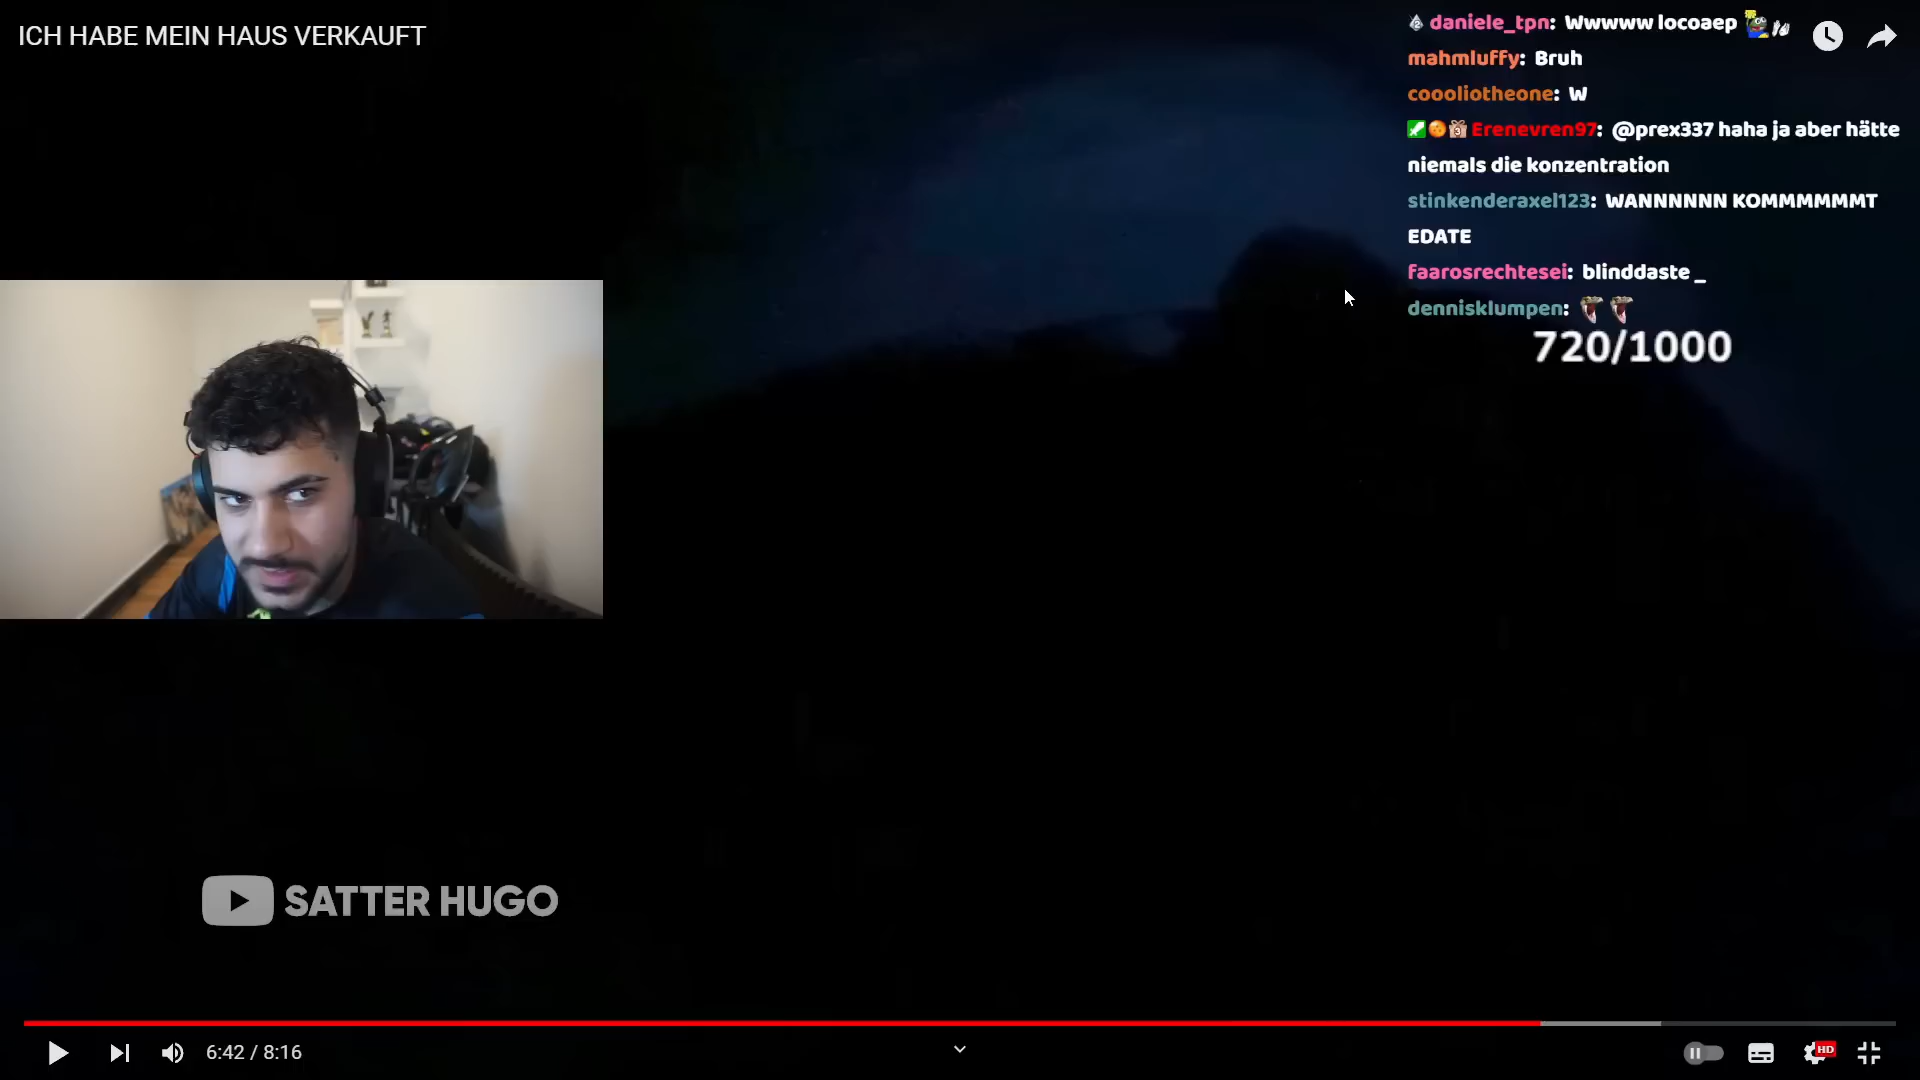 ICH HABE MEIN HAUS VERKAUFT
daniele_tpn: Wwwww locoaep
mahmluffy: Bruh
coooliotheone: W
Erenevren97: @prex337 haha ja aber hätte
niemals die konzentration
stinkenderaxel123: WANNNNNN KOMMMMMMT
EDATE
faarosrechtesei: blinddaste _
dennisklumpen:
720/1000
SATTER HUGO
6:42 / 8:16
HD